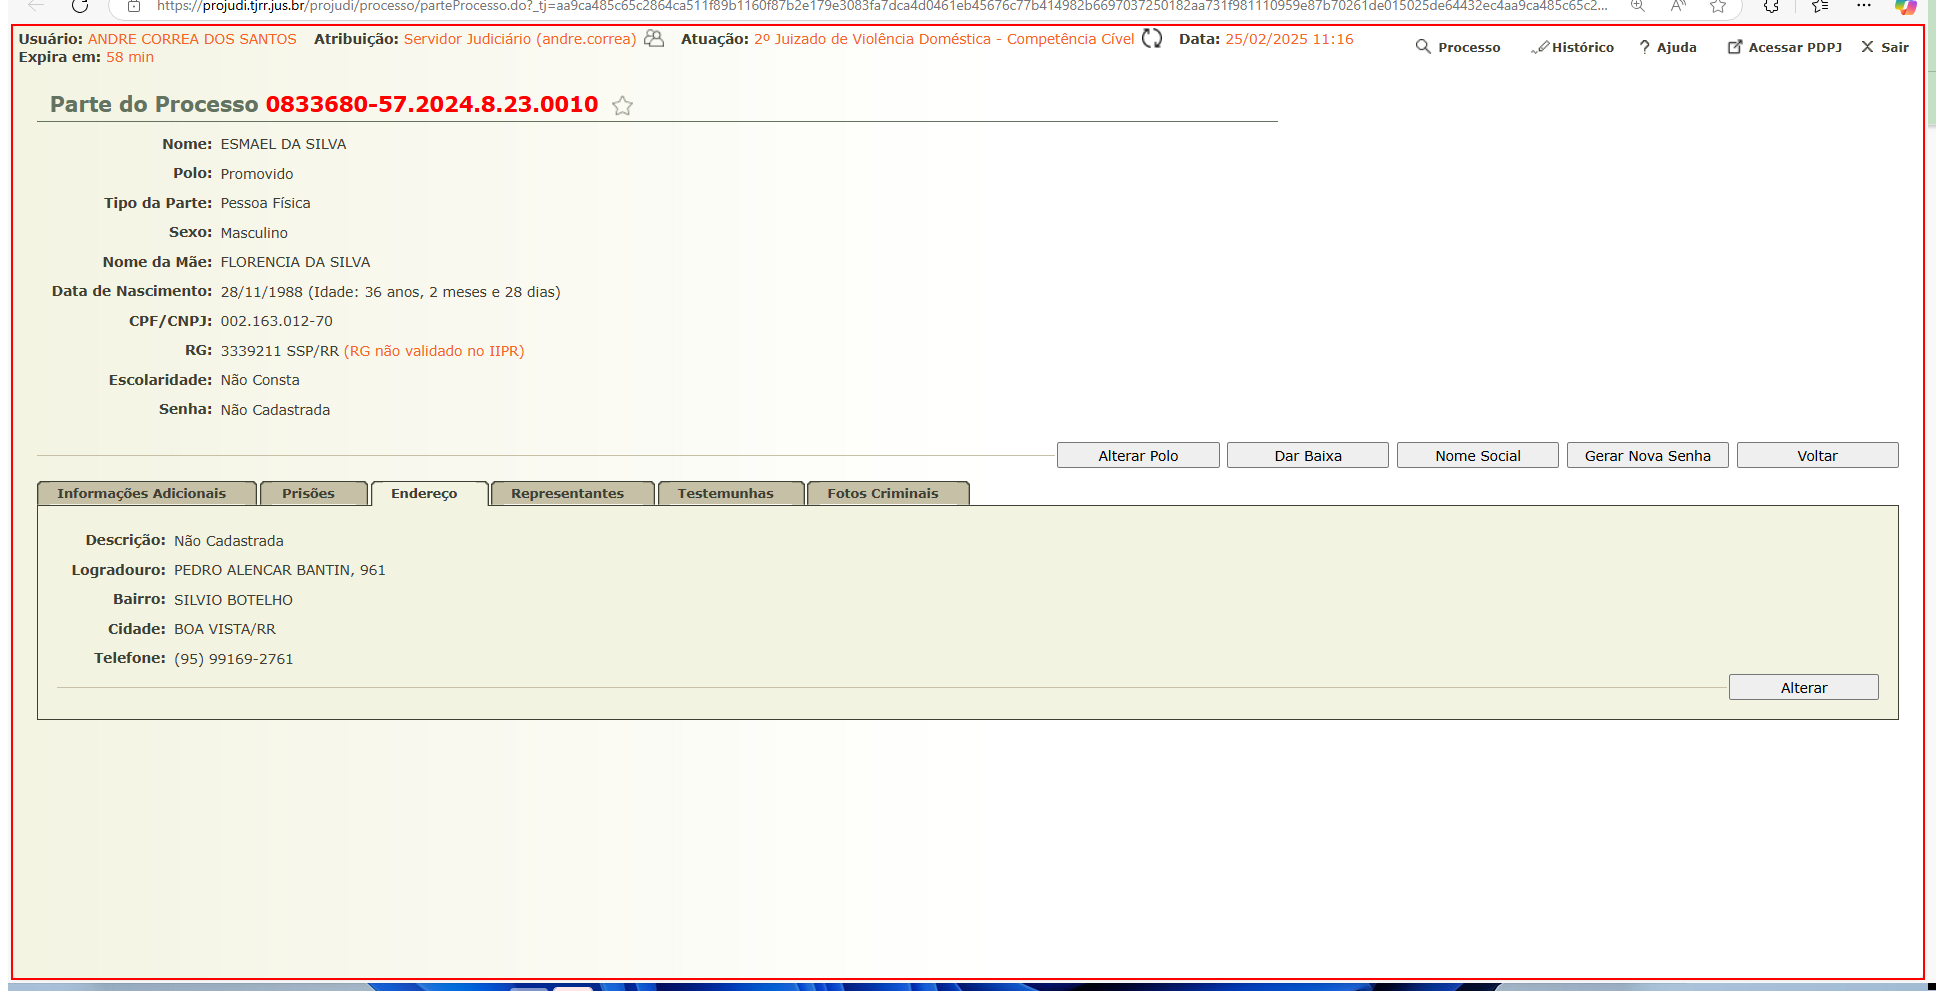 https://projudi.tjrr.jus.br/projudi/processo/parteProcesso.do?_tj=aa9ca485c65c2864ca511f89b1160f87b2e179e3083fa7dca4d0461eb45676c77b414982b6697037250182aa731f981110959e87b70261de015025de64432ec4aa9ca485c65c2...
Usuário: ANDRE CORREA DOS SANTOS Atribuição: Servidor Judiciário (andre.correa) Atuação: 2º Juizado de Violência Doméstica - Competência Cível Data: 25/02/2025 11:16
Expira em: 58 min
Processo Histórico ? Ajuda Acessar PDPJ X Sair
Parte do Processo 0833680-57.2024.8.23.0010
Nome: ESMAEL DA SILVA
Polo: Promovido
Tipo da Parte: Pessoa Física
Sexo: Masculino
Nome da Mãe: FLORENCIA DA SILVA
Data de Nascimento: 28/11/1988 (Idade: 36 anos, 2 meses e 28 dias)
CPF/CNPJ: 002.163.012-70
RG: 3339211 SSP/RR (RG não validado no IIPR)
Escolaridade: Não Consta
Senha: Não Cadastrada
Alterar Polo Dar Baixa Nome Social Gerar Nova Senha Voltar
Informações Adicionais Prisões Endereço Representantes Testemunhas Fotos Criminais
Descrição: Não Cadastrada
Logradouro: PEDRO ALENCAR BANTIN, 961
Bairro: SILVIO BOTELHO
Cidade: BOA VISTA/RR
Telefone: (95) 99169-2761
Alterar